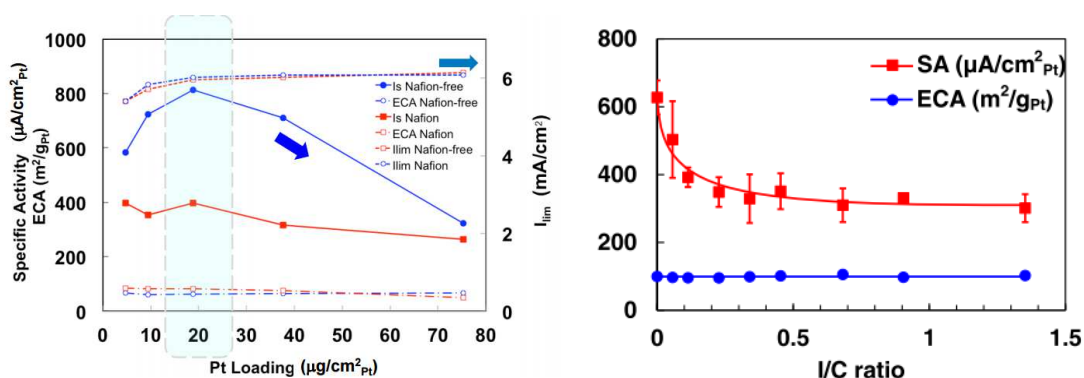 1000
800
600
400
200
0
Specific Activity (μA/cm²Pt)
ECA (m²/gPt)
0 10 20 30 40 50 60 70 80
Pt Loading (μg/cm²Pt)
6
4
2
0
Ilim (mA/cm²)
Is Nafion-free
ECA Nafion-free
Is Nafion
ECA Nafion
Ilim Nafion-free
Ilim Nafion
800
600
400
200
0
SA (μA/cm²Pt)
ECA (m²/gPt)
0 0.5 1 1.5
I/C ratio